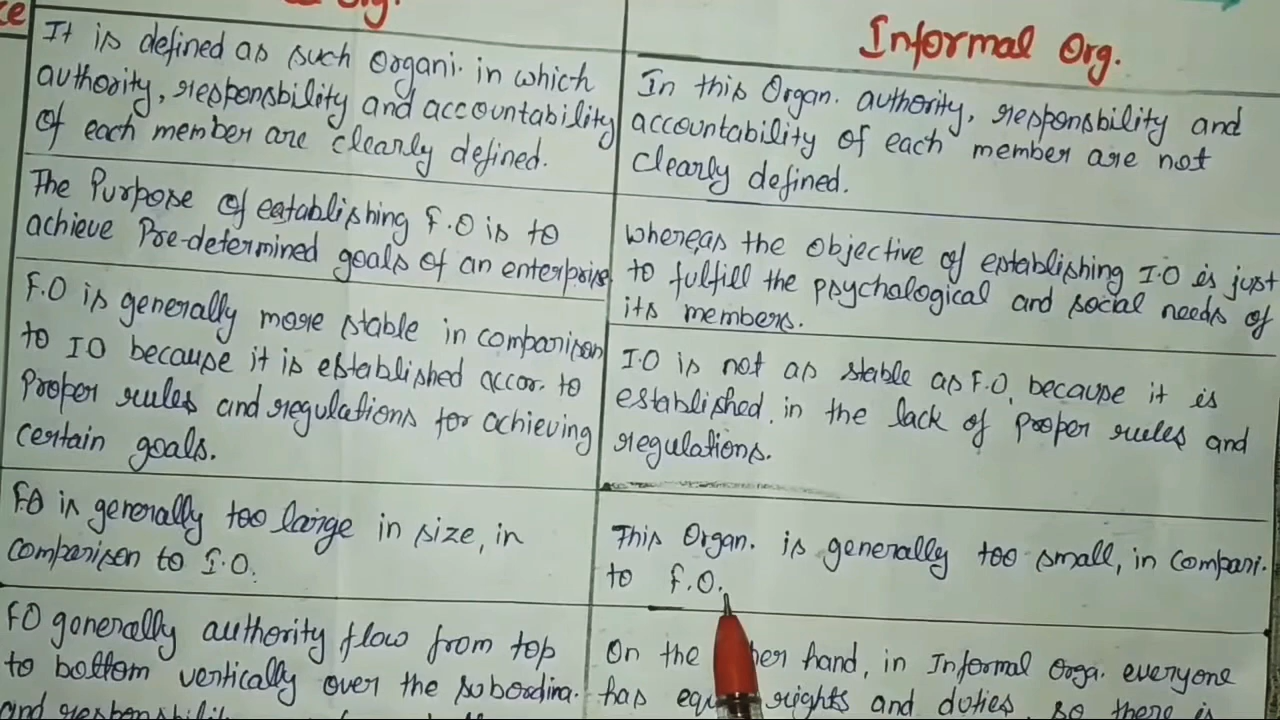 ce
Org.
Informal Org.
It is defined as such Organi. in which
authority, responsbility and accountability
of each member are clearly defined.
In this Organ. authority, responsbility and
accountability of each member are not
clearly defined.
The Purpose of eatablishing F.O is to
achieve Pre-determined goals of an enterprise
whereas the objective of establishing I.O is just
to fulfill the psychological and social needs of
its members.
F.O is generally more stable in comparison
to IO because it is established accor. to
Proper rules and regulations for achieving
certain goals.
I.O is not as stable as F.O, because it is
established in the lack of proper rules and
regulations.
FO is generally too large in size, in
comparison to I.O.
This Organ. is generally too small, in compari.
to F.O.
FO generally authority flow from top
to bottom vertically over the subordina.
and responsibility
On the her hand, in Informal Orga. everyone
has equ rights and duties, so there is